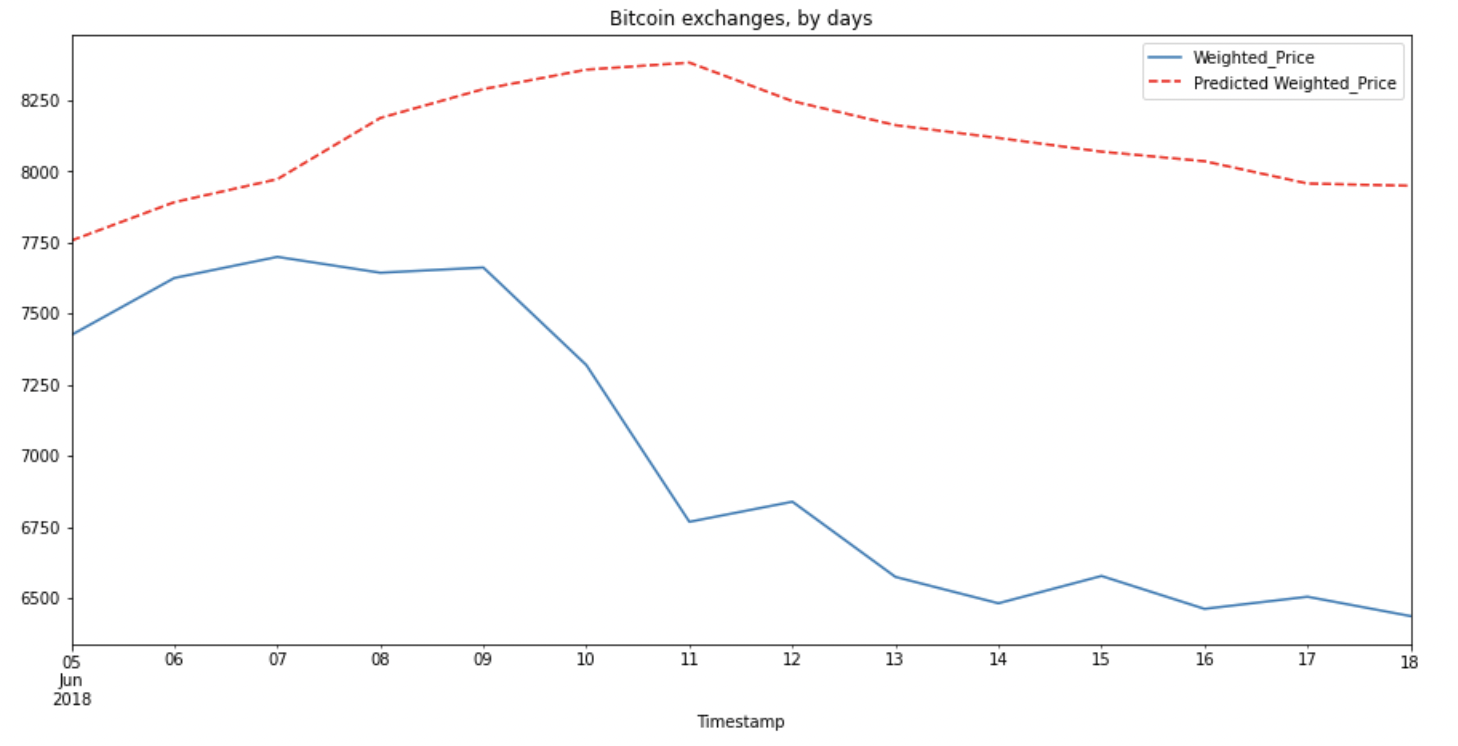 Bitcoin exchanges, by days
Weighted_Price
Predicted Weighted_Price
8250
8000
7750
7500
7250
7000
6750
6500
05 06 07 08 09 10 11 12 13 14 15 16 17 18
Jun
2018
Timestamp